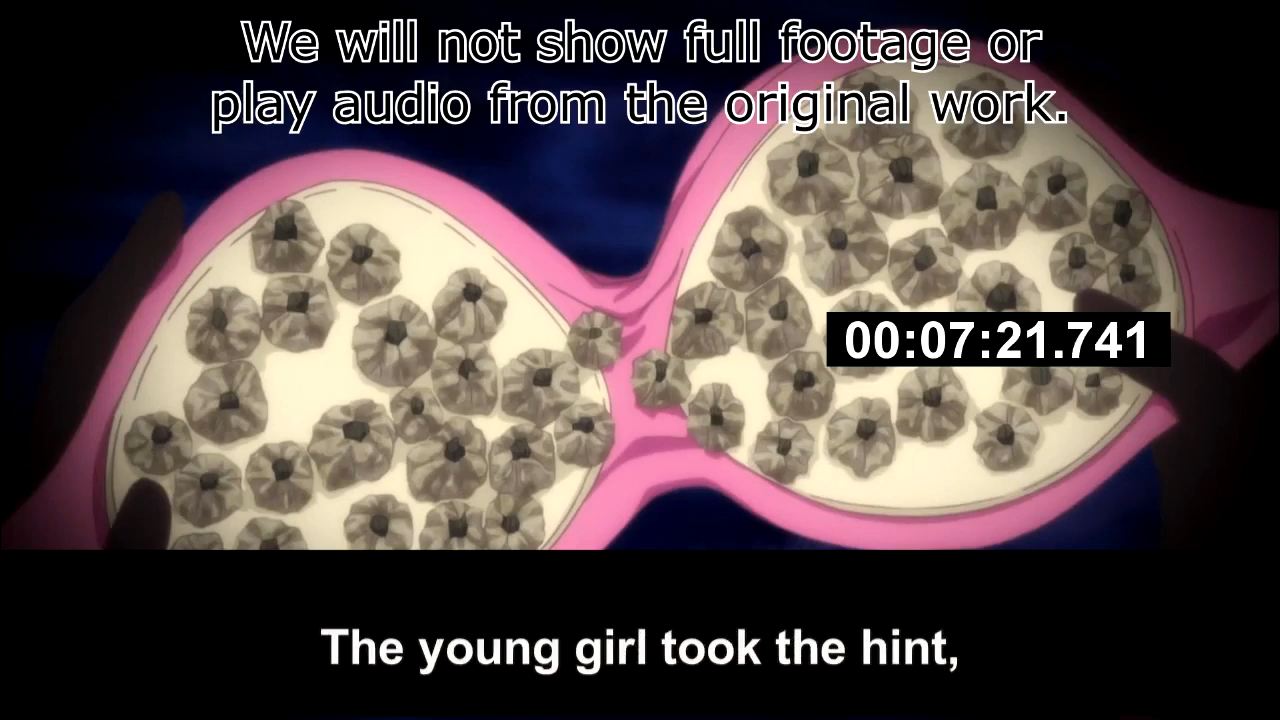 We will not show full footage or
play audio from the original work.
00:07:21.741
The young girl took the hint,